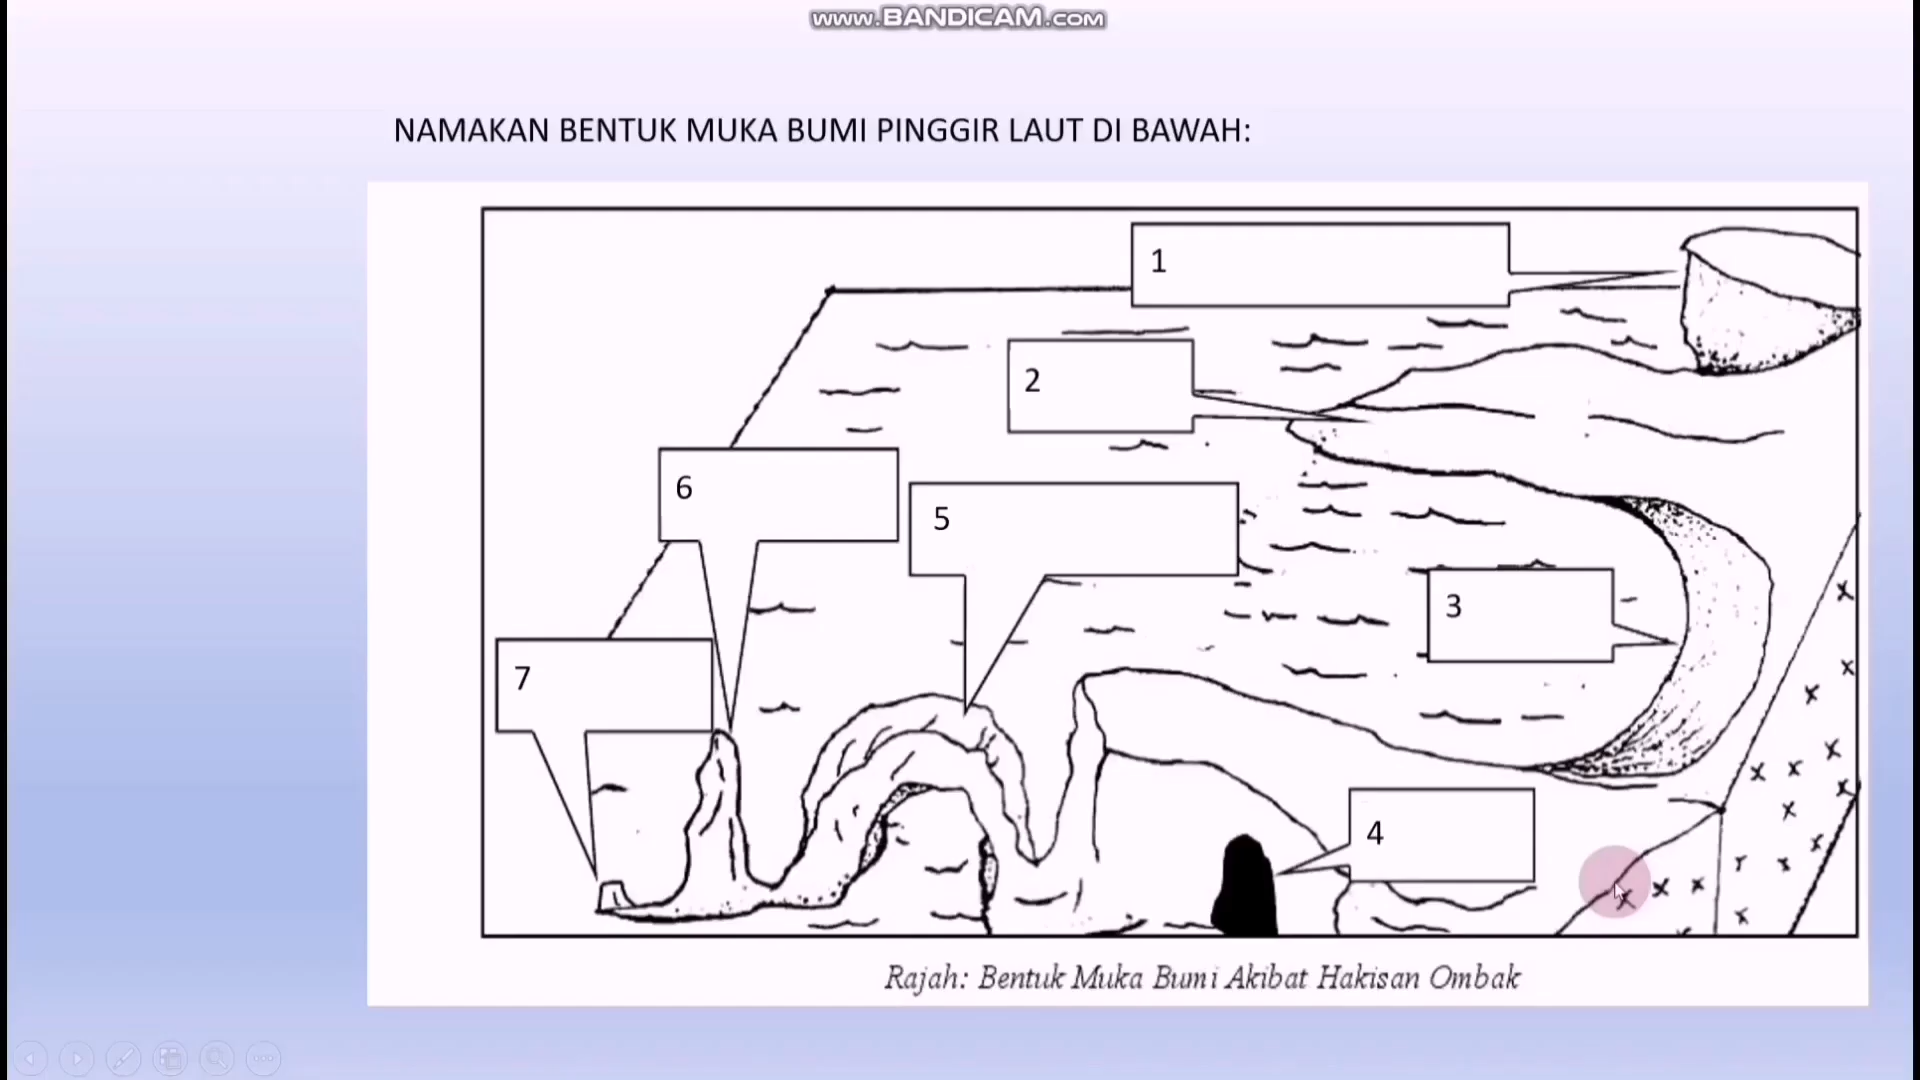 www.BANDICAM.com
NAMAKAN BENTUK MUKA BUMI PINGGIR LAUT DI BAWAH:
1
2
6
5
3
7
4
Rajah: Bentuk Muka Bumi Akibat Hakisan Ombak